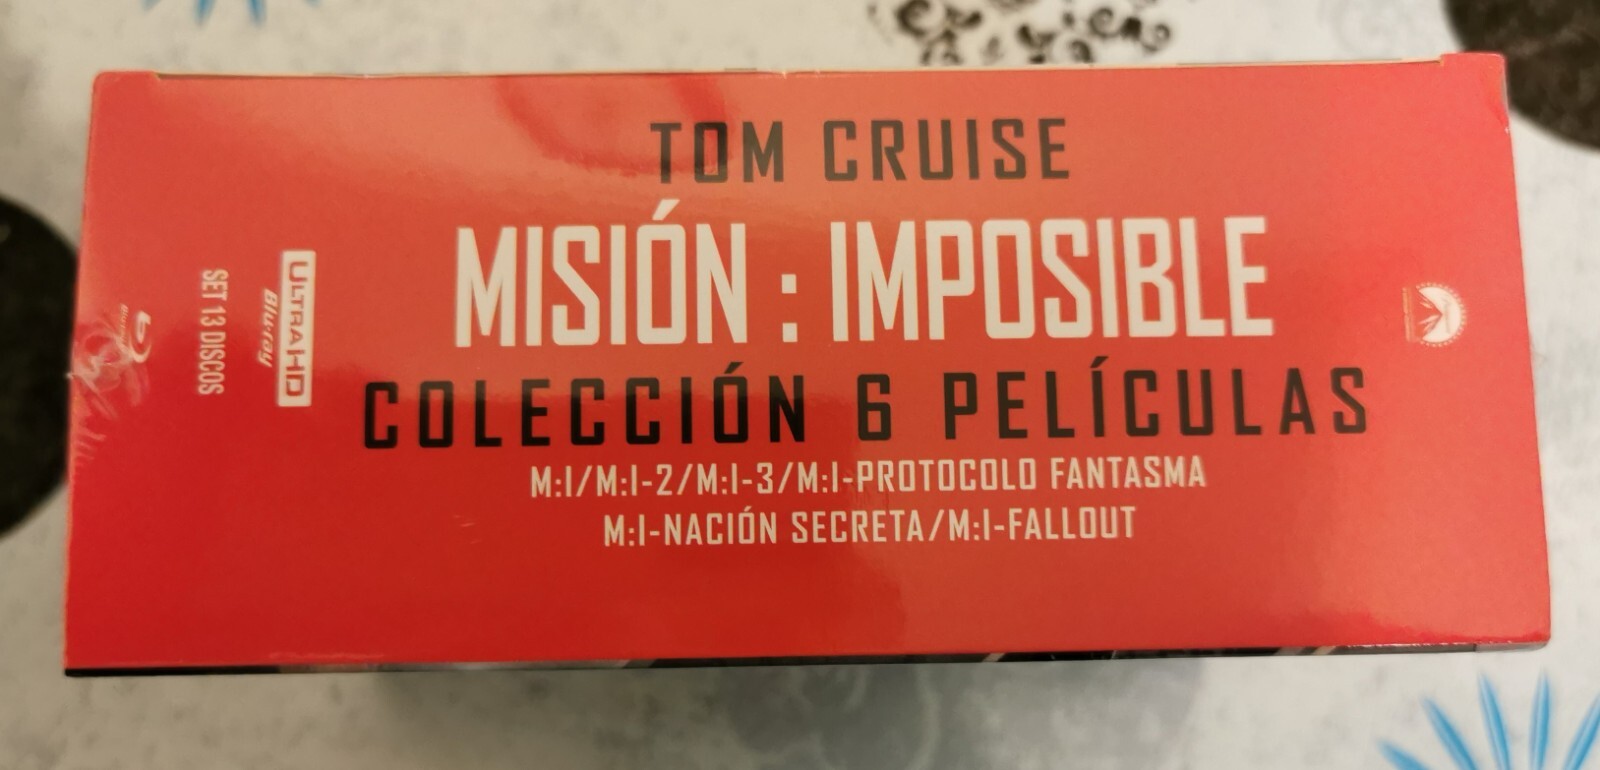 TOM CRUISE
MISIÓN : IMPOSIBLE
COLECCIÓN 6 PELÍCULAS
M:I/M:I-2/M:I-3/M:I-PROTOCOLO FANTASMA
M:I-NACIÓN SECRETA/M:I-FALLOUT
ULTRA HD
Blu-ray
SET 13 DISCOS